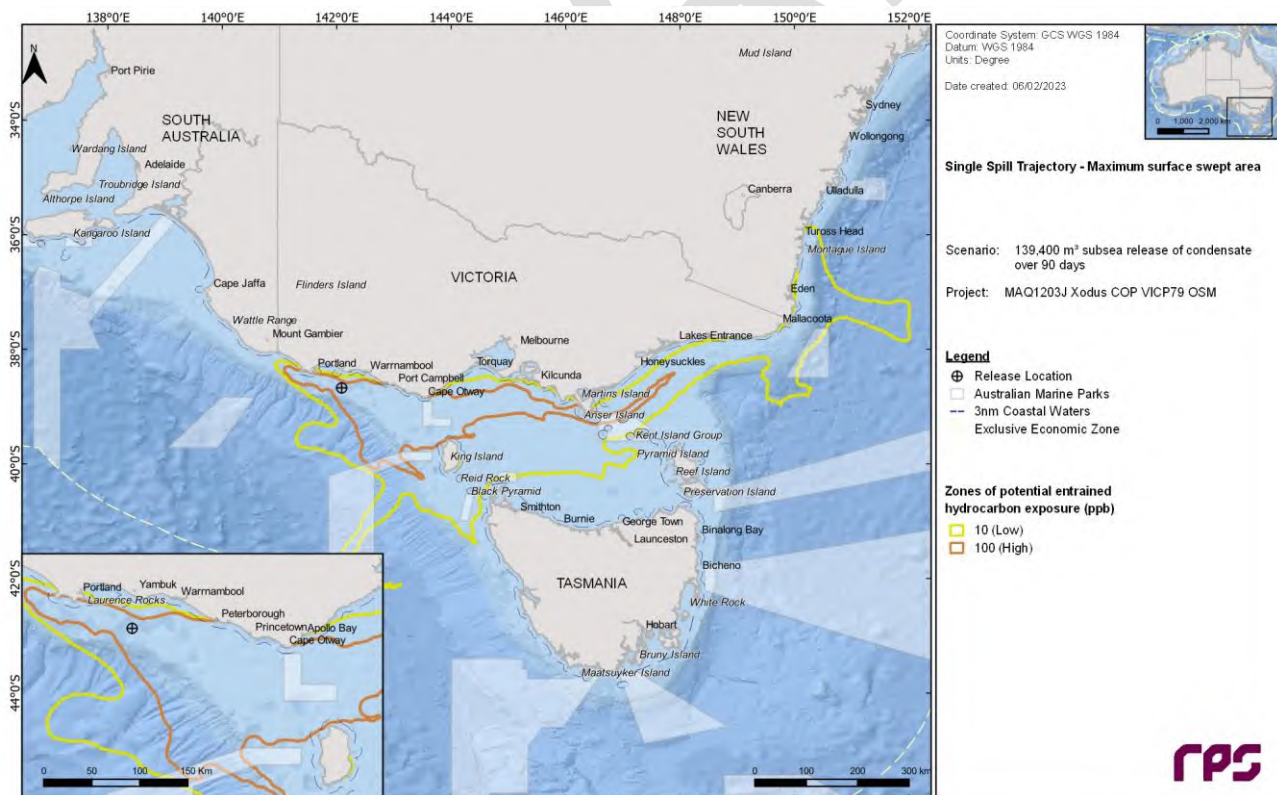 138°0'E 140°0'E 142°0'E 144°0'E 146°0'E 148°0'E 150°0'E 152°0'E
34°0'S
36°0'S
38°0'S
40°0'S
42°0'S
44°0'S
N
Port Pirie
SOUTH
AUSTRALIA
Wardang Island
Adelaide
Troubridge Island
Althorpe Island
Kangaroo Island
Cape Jaffa
Flinders Island
Wattle Range
Mount Gambier
VICTORIA
Mud Island
NEW
SOUTH
WALES
Sydney
Wollongong
Canberra
Ulladulla
Tuross Head
Montague Island
Eden
Mallacoota
Lakes Entrance
Honeysuckles
Melbourne
Portland
Warrnambool
Torquay
Kilcunda
Port Campbell
Cape Otway
Martins Island
Anser Island
Kent Island Group
King Island
Pyramid Island
Reef Island
Reid Rock
Black Pyramid
Preservation Island
Smithton
Burnie
George Town
Launceston
Binalong Bay
Bicheno
TASMANIA
White Rock
Hobart
Bruny Island
Maatsuyker Island
0 100 200 300 km
Portland
Yambuk
Laurence Rocks
Warrnambool
Peterborough
Princetown
Apollo Bay
Cape Otway
0 50 100 150 Km
Coordinate System: GCS WGS 1984
Datum: WGS 1984
Units: Degree
Date created: 06/02/2023
0 1,000 2,000 km
Single Spill Trajectory - Maximum surface swept area
Scenario: 139,400 m³ subsea release of condensate
over 90 days
Project: MAQ1203J Xodus COP VICP79 OSM
Legend
Release Location
Australian Marine Parks
3nm Coastal Waters
Exclusive Economic Zone
Zones of potential entrained
hydrocarbon exposure (ppb)
10 (Low)
100 (High)
rps